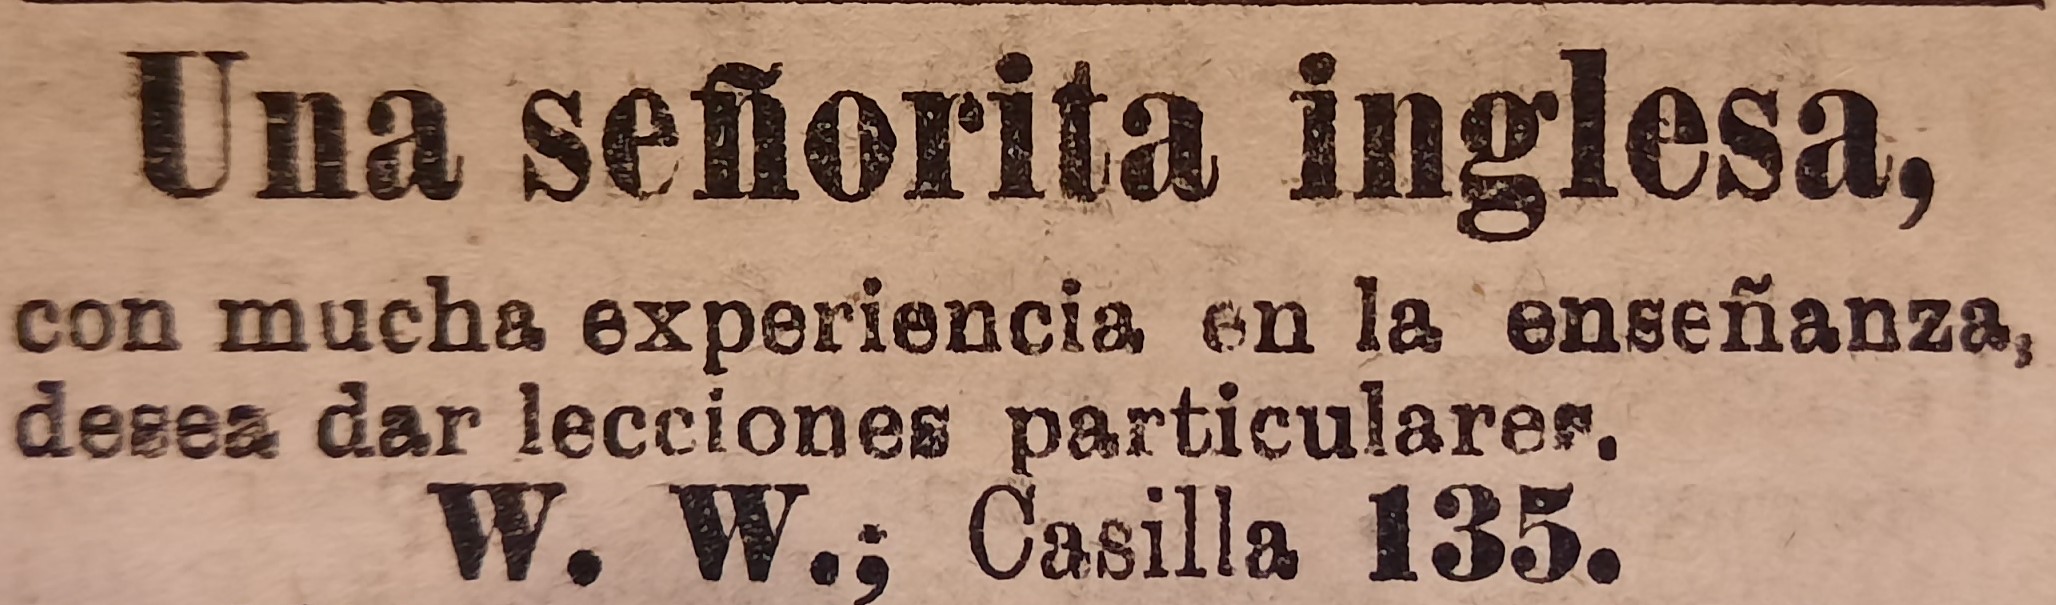 Una señorita inglesa,
con mucha experiencia en la enseñanza,
desea dar lecciones particulares.
W. W.; Casilla 135.